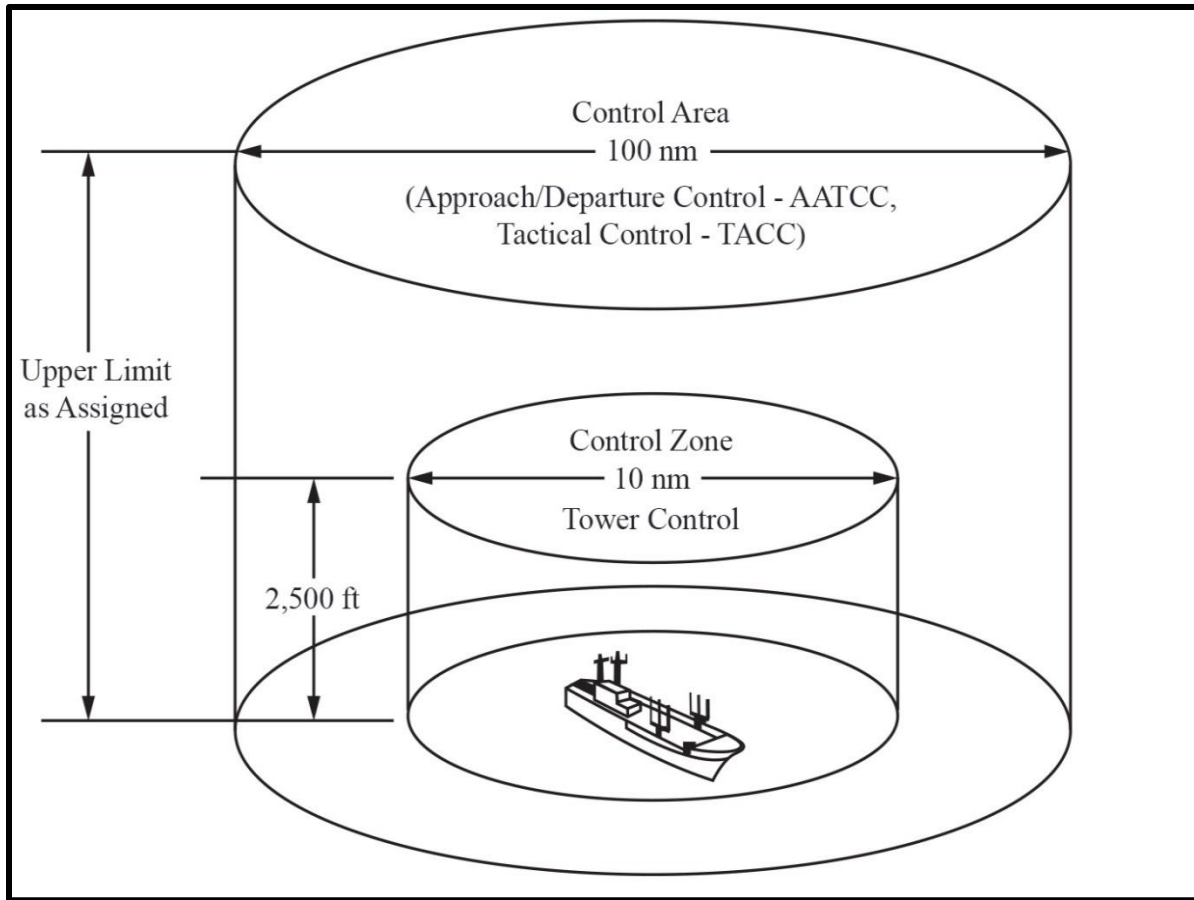 Control Area
100 nm
(Approach/Departure Control - AATCC,
Tactical Control - TACC)
Upper Limit
as Assigned
Control Zone
10 nm
Tower Control
2,500 ft